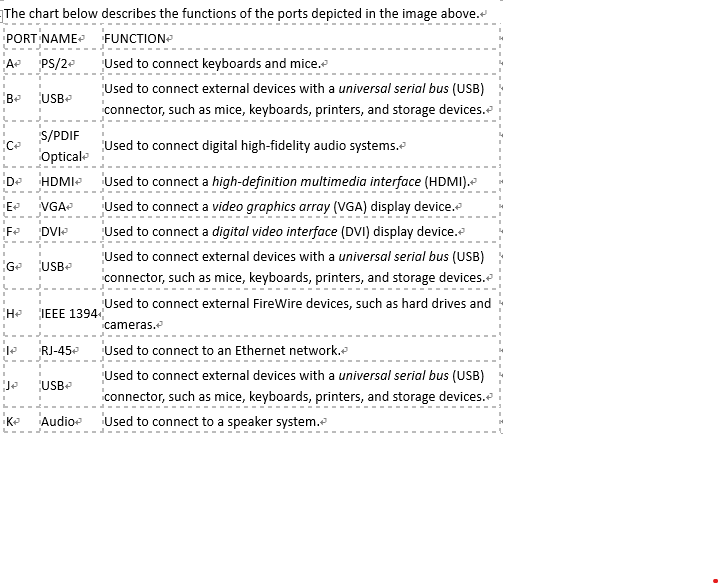 The chart below describes the functions of the ports depicted in the image above.
PORT NAME FUNCTION
A PS/2 Used to connect keyboards and mice.
B USB Used to connect external devices with a universal serial bus (USB)
connector, such as mice, keyboards, printers, and storage devices.
C S/PDIF
Optical Used to connect digital high-fidelity audio systems.
D HDMI Used to connect a high-definition multimedia interface (HDMI).
E VGA Used to connect a video graphics array (VGA) display device.
F DVI Used to connect a digital video interface (DVI) display device.
G USB Used to connect external devices with a universal serial bus (USB)
connector, such as mice, keyboards, printers, and storage devices.
H IEEE 1394 Used to connect external FireWire devices, such as hard drives and
cameras.
I RJ-45 Used to connect to an Ethernet network.
J USB Used to connect external devices with a universal serial bus (USB)
connector, such as mice, keyboards, printers, and storage devices.
K Audio Used to connect to a speaker system.